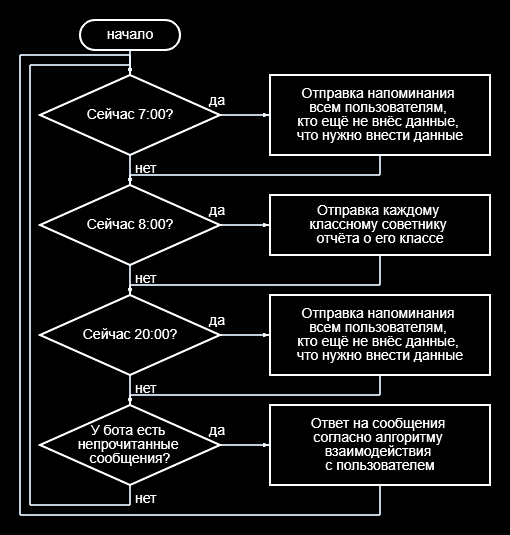 начало
Сейчас 7:00?
да
Отправка напоминания
всем пользователям,
кто ещё не внёс данные,
что нужно внести данные
нет
Сейчас 8:00?
да
Отправка каждому
классному советнику
отчёта о его классе
нет
Сейчас 20:00?
да
Отправка напоминания
всем пользователям,
кто ещё не внёс данные,
что нужно внести данные
нет
У бота есть
непрочитанные
сообщения?
да
Ответ на сообщения
согласно алгоритму
взаимодействия
с пользователем
нет